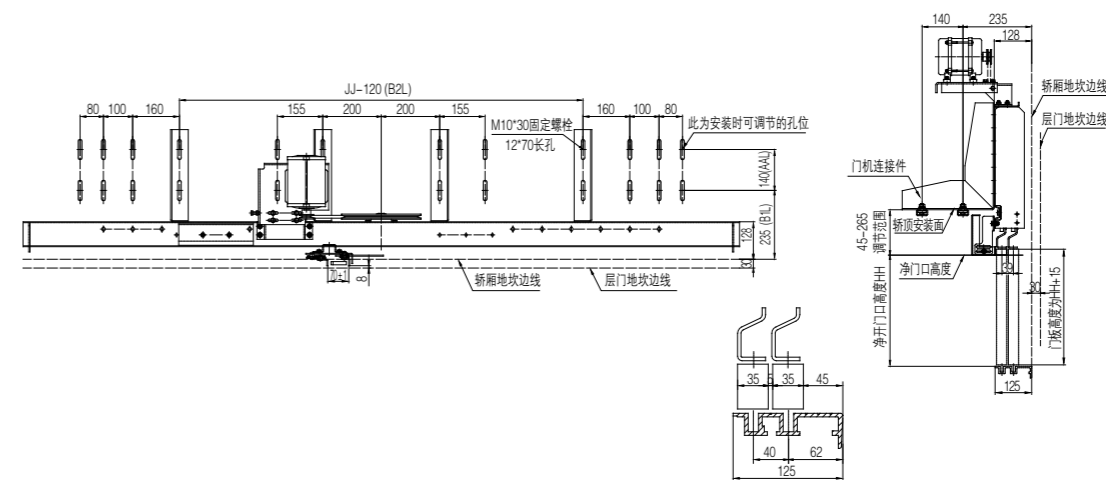 JJ-120 (B2L)
80 100 160
155 200 200 155
160 100 80
M10*30固定螺栓
12*70长孔
此为安装时可调节的孔位
140(AAL)
235 (B1L)
128
30
70±1
8
轿厢地坎边线
层门地坎边线
140 235
128
轿厢地坎边线
层门地坎边线
门机连接件
轿顶安装面
45-265
调节范围
净门口高度
净开门口高度HH
39
30
门板高度为HH+15
125
35 5 35 45
40 62
125